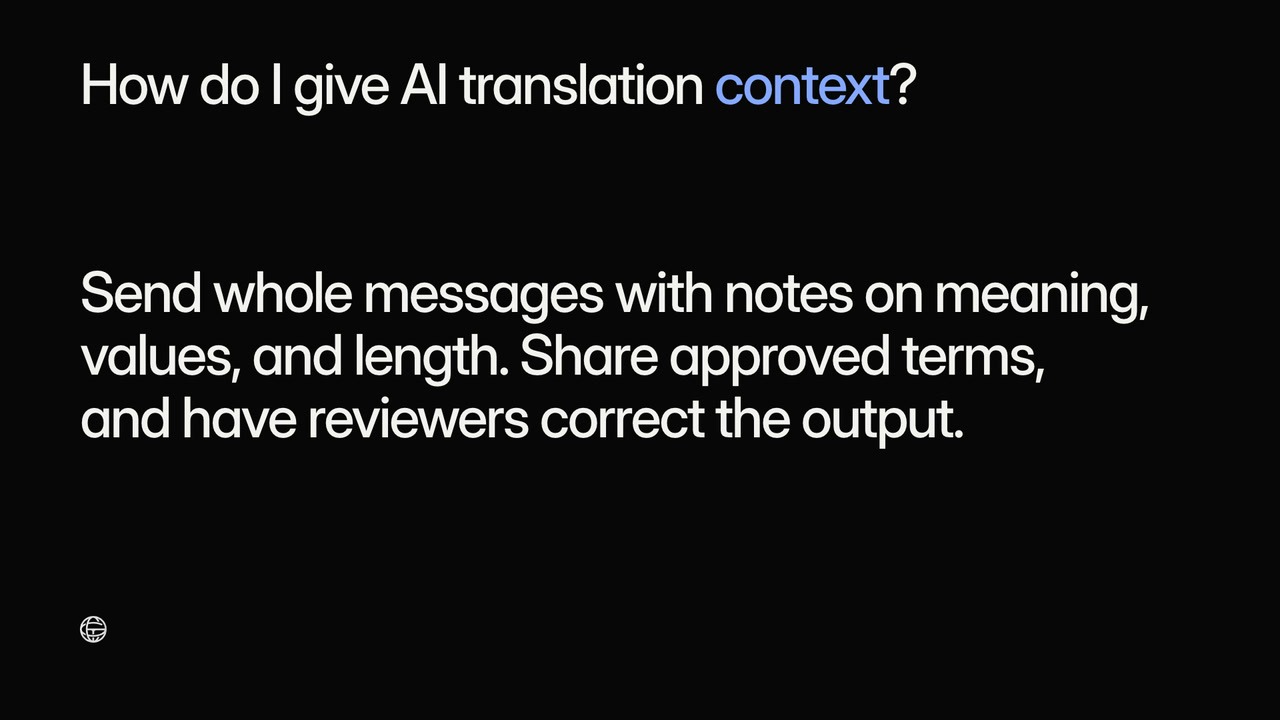 How do I give AI translation context?
Send whole messages with notes on meaning,
values, and length. Share approved terms,
and have reviewers correct the output.